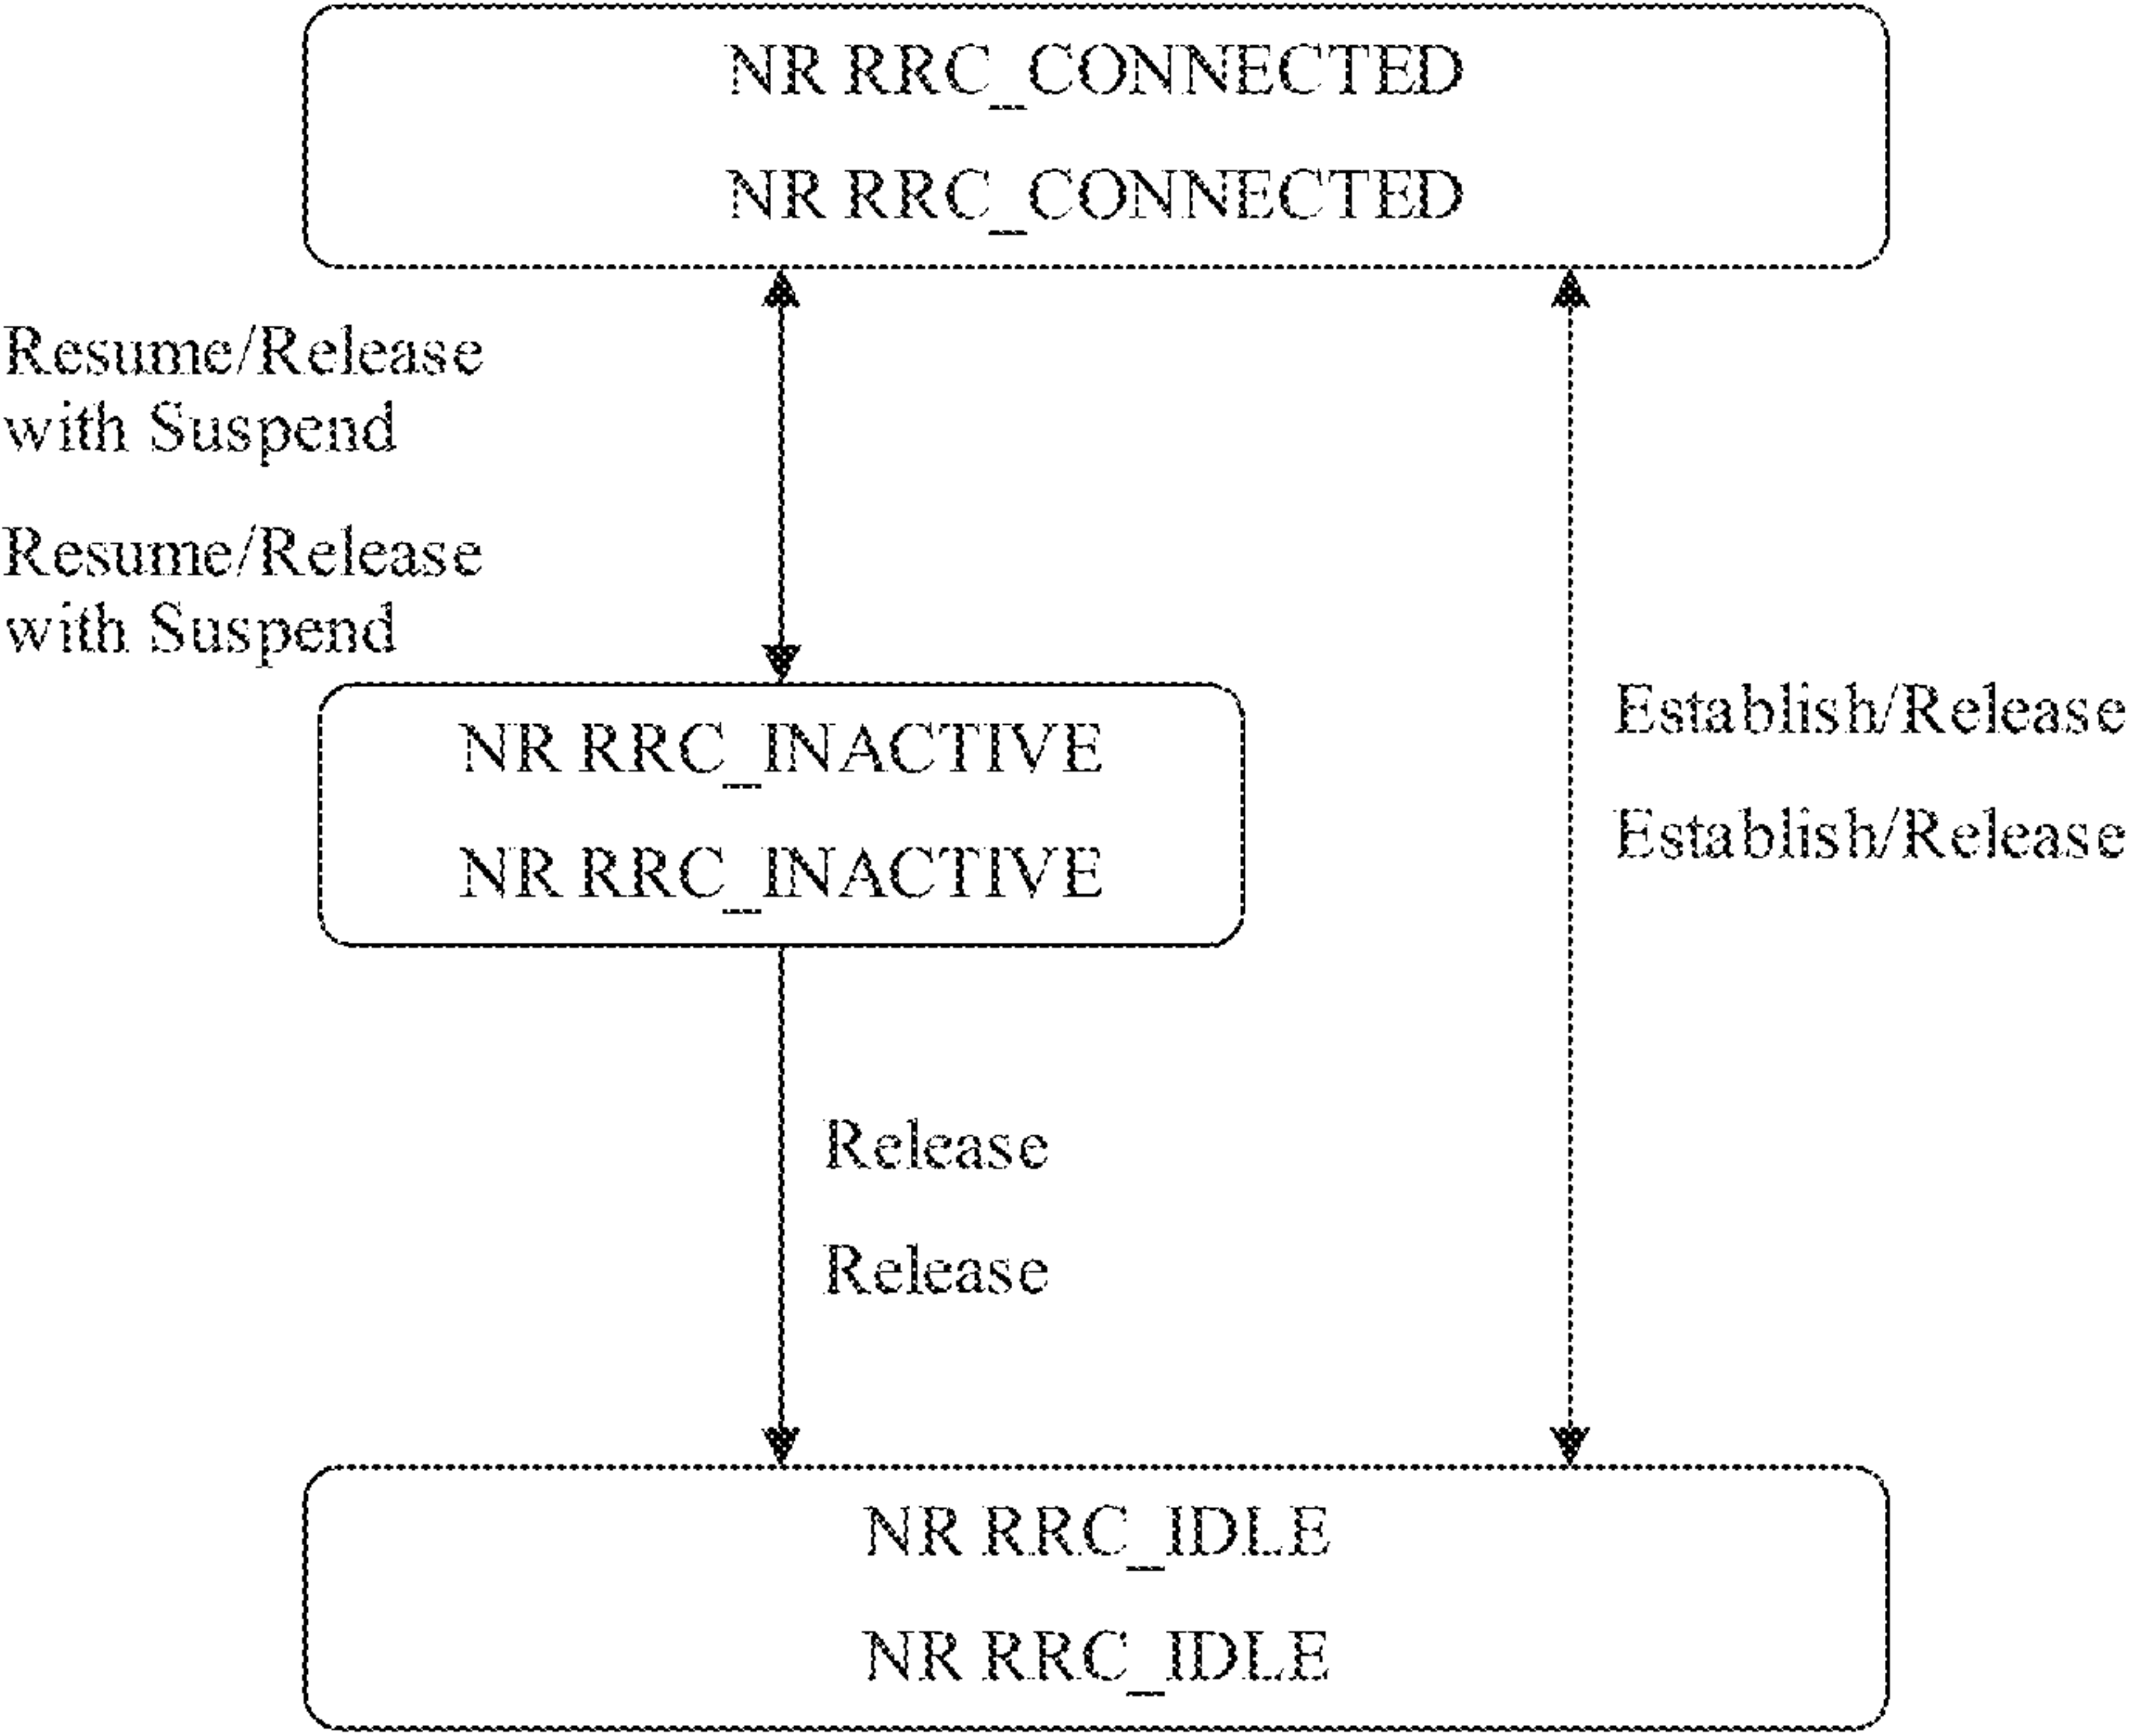 NR RRC_CONNECTED
NR RRC_CONNECTED
Resume/Release
with Suspend
Resume/Release
with Suspend
NR RRC_INACTIVE
NR RRC_INACTIVE
Establish/Release
Establish/Release
Release
Release
NR RRC_IDLE
NR RRC_IDLE